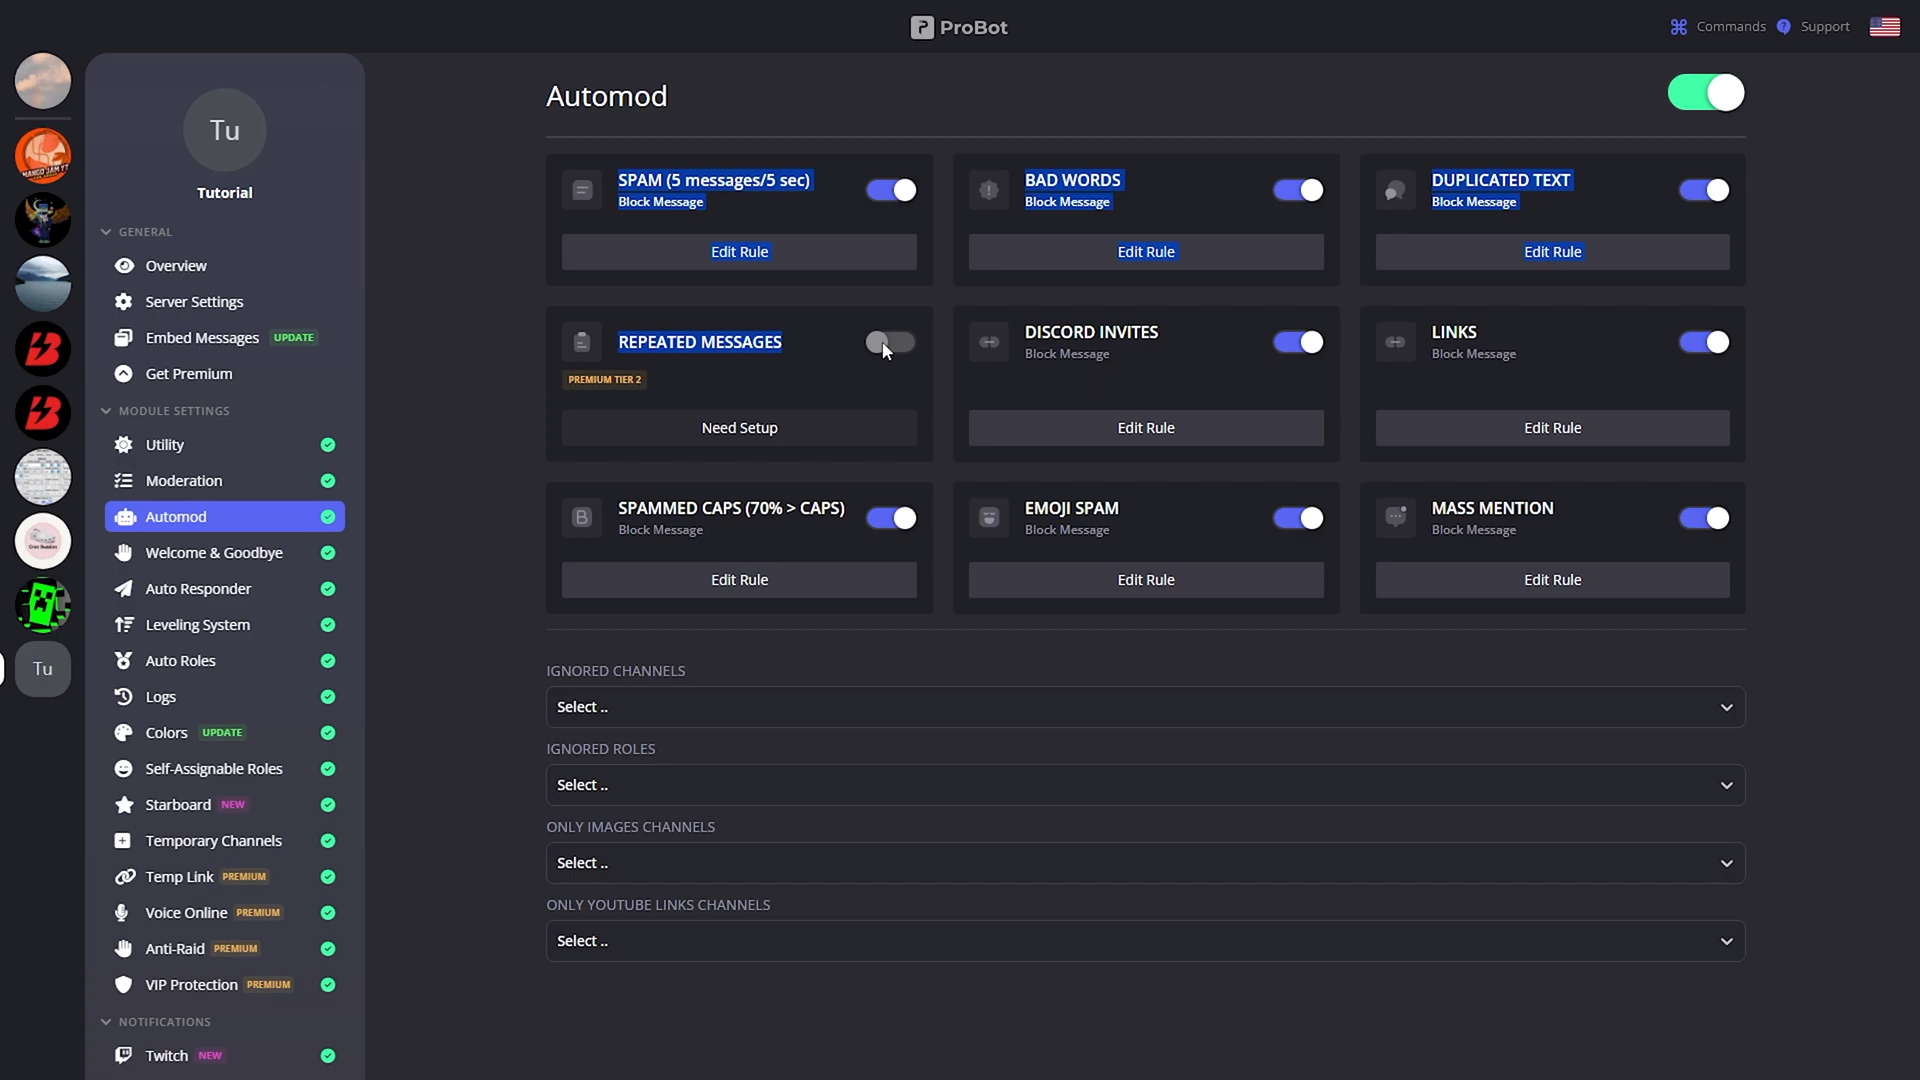 ProBot
Commands
Support
Tu
Tutorial
GENERAL
Overview
Server Settings
Embed Messages UPDATE
Get Premium
MODULE SETTINGS
Utility
Moderation
Automod
Welcome & Goodbye
Auto Responder
Leveling System
Auto Roles
Logs
Colors UPDATE
Self-Assignable Roles
Starboard NEW
Temporary Channels
Temp Link PREMIUM
Voice Online PREMIUM
Anti-Raid PREMIUM
VIP Protection PREMIUM
NOTIFICATIONS
Twitch NEW
MANGO JAM YT
Tu
Automod
SPAM (5 messages/5 sec)
Block Message
Edit Rule
BAD WORDS
Block Message
Edit Rule
DUPLICATED TEXT
Block Message
Edit Rule
REPEATED MESSAGES
PREMIUM TIER 2
Need Setup
DISCORD INVITES
Block Message
Edit Rule
LINKS
Block Message
Edit Rule
SPAMMED CAPS (70% > CAPS)
Block Message
Edit Rule
EMOJI SPAM
Block Message
Edit Rule
MASS MENTION
Block Message
Edit Rule
IGNORED CHANNELS
Select ..
IGNORED ROLES
Select ..
ONLY IMAGES CHANNELS
Select ..
ONLY YOUTUBE LINKS CHANNELS
Select ..